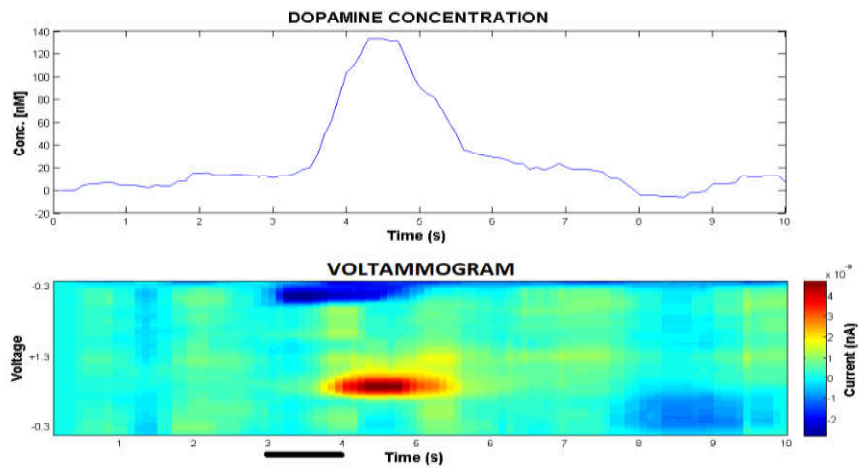 DOPAMINE CONCENTRATION
140
120
100
80
60
40
20
0
-20
Conc. [nM]
0 1 2 3 4 5 6 7 8 9 10
Time (s)
VOLTAMMOGRAM
-0.3
+1.3
-0.3
Voltage
1 2 3 4 5 6 7 8 9 10
Time (s)
x 10
4
3
2
1
0
-1
-2
Current [nA]